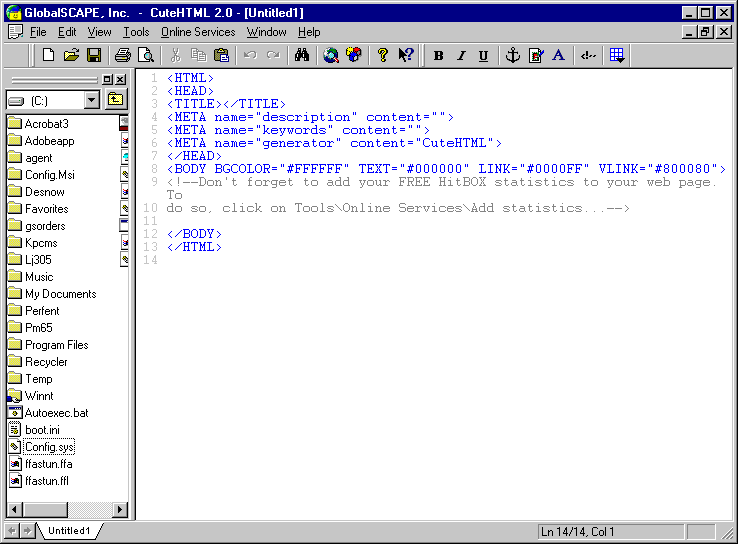 GlobalSCAPE, Inc. - CuteHTML 2.0 - [Untitled1]
File Edit View Tools Online Services Window Help
B I U A
(C:)
Acrobat3
Adobeapp
agent
Config.Msi
Desnow
Favorites
gsorders
Kpcms
Lj305
Music
My Documents
Perfent
Pm65
Program Files
Recycler
Temp
Winnt
Autoexec.bat
boot.ini
Config.sys
ffastun.ffa
ffastun.ffl
1 <HTML>
2 <HEAD>
3 <TITLE></TITLE>
4 <META name="description" content="">
5 <META name="keywords" content="">
6 <META name="generator" content="CuteHTML">
7 </HEAD>
8 <BODY BGCOLOR="#FFFFFF" TEXT="#000000" LINK="#0000FF" VLINK="#800080">
9 <!--Don't forget to add your FREE HitBOX statistics to your web page.
To
10 do so, click on Tools\Online Services\Add statistics...-->
11
12 </BODY>
13 </HTML>
14
Untitled1
Ln 14/14, Col 1